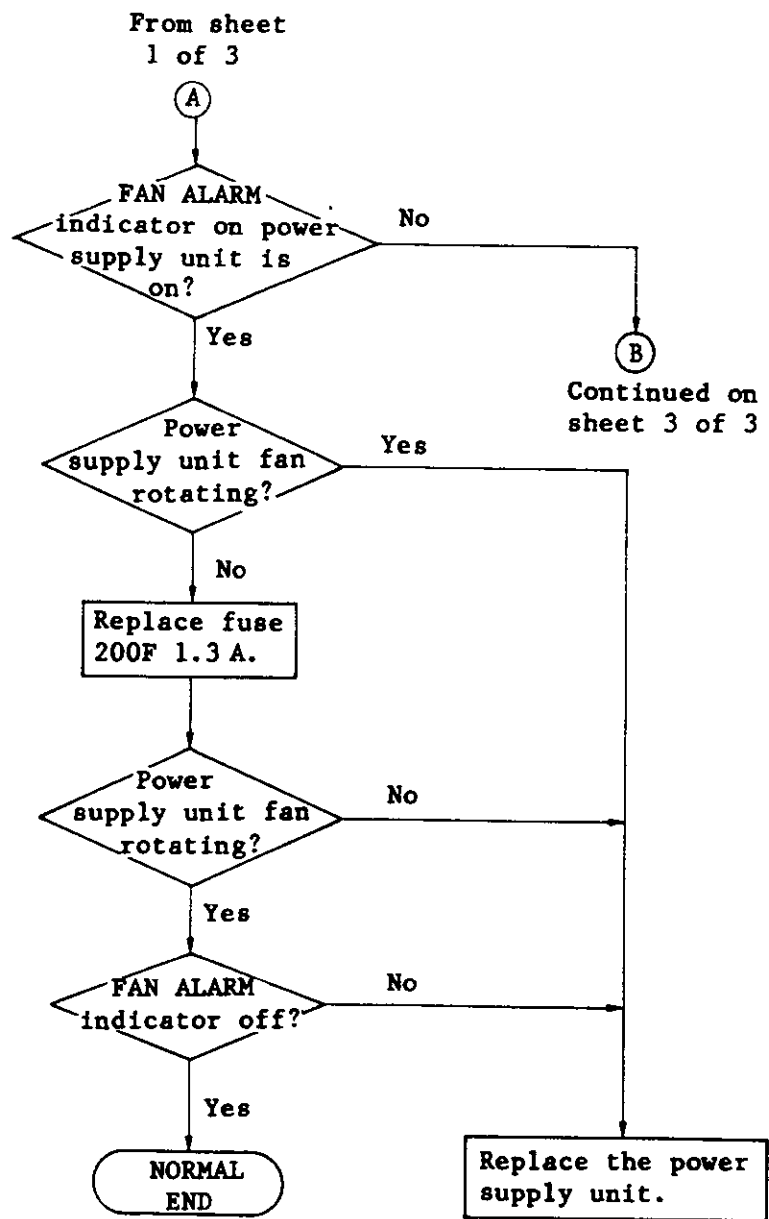 From sheet
1 of 3
A
FAN ALARM
indicator on power
supply unit is
on?
No
Yes
B
Continued on
sheet 3 of 3
Power
supply unit fan
rotating?
Yes
No
Replace fuse
200F 1.3 A.
Power
supply unit fan
rotating?
No
Yes
FAN ALARM
indicator off?
No
Yes
NORMAL
END
Replace the power
supply unit.